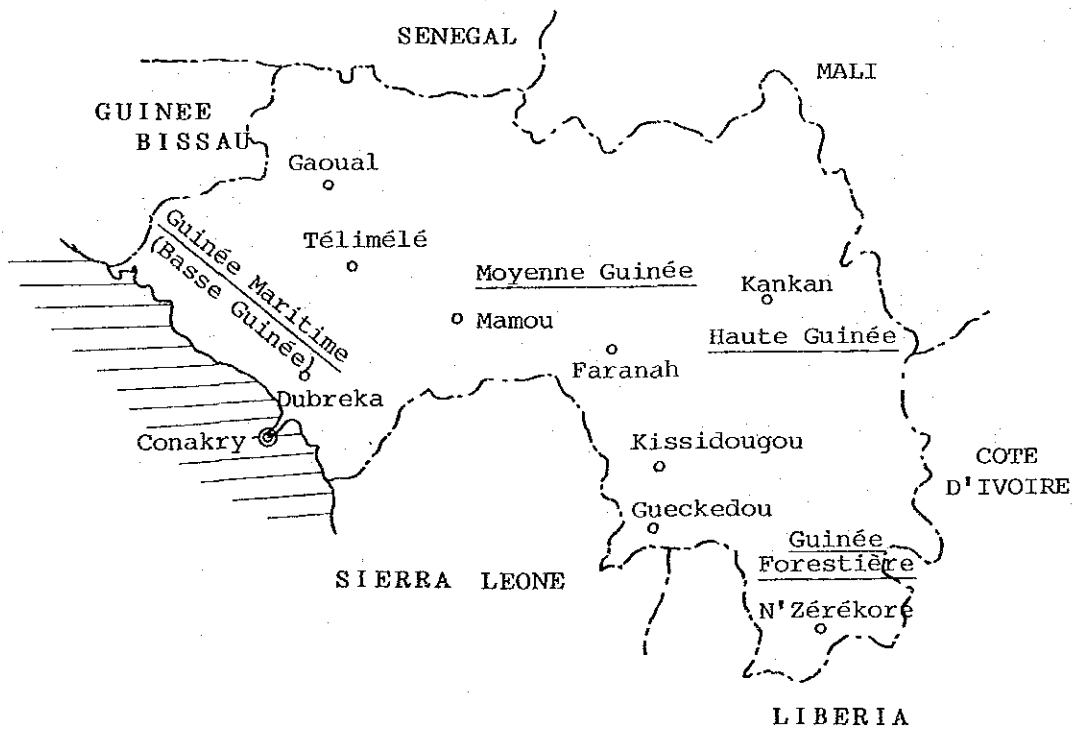 SENEGAL
MALI
GUINEE
BISSAU
Gaoual
Guinée Maritime
(Basse Guinée)
Télimélé
Moyenne Guinée
Kankan
Mamou
Haute Guinée
Faranah
Dubreka
Conakry
Kissidougou
COTE
D'IVOIRE
Gueckedou
Guinée
Forestière
SIERRA LEONE
N'Zérékore
LIBERIA